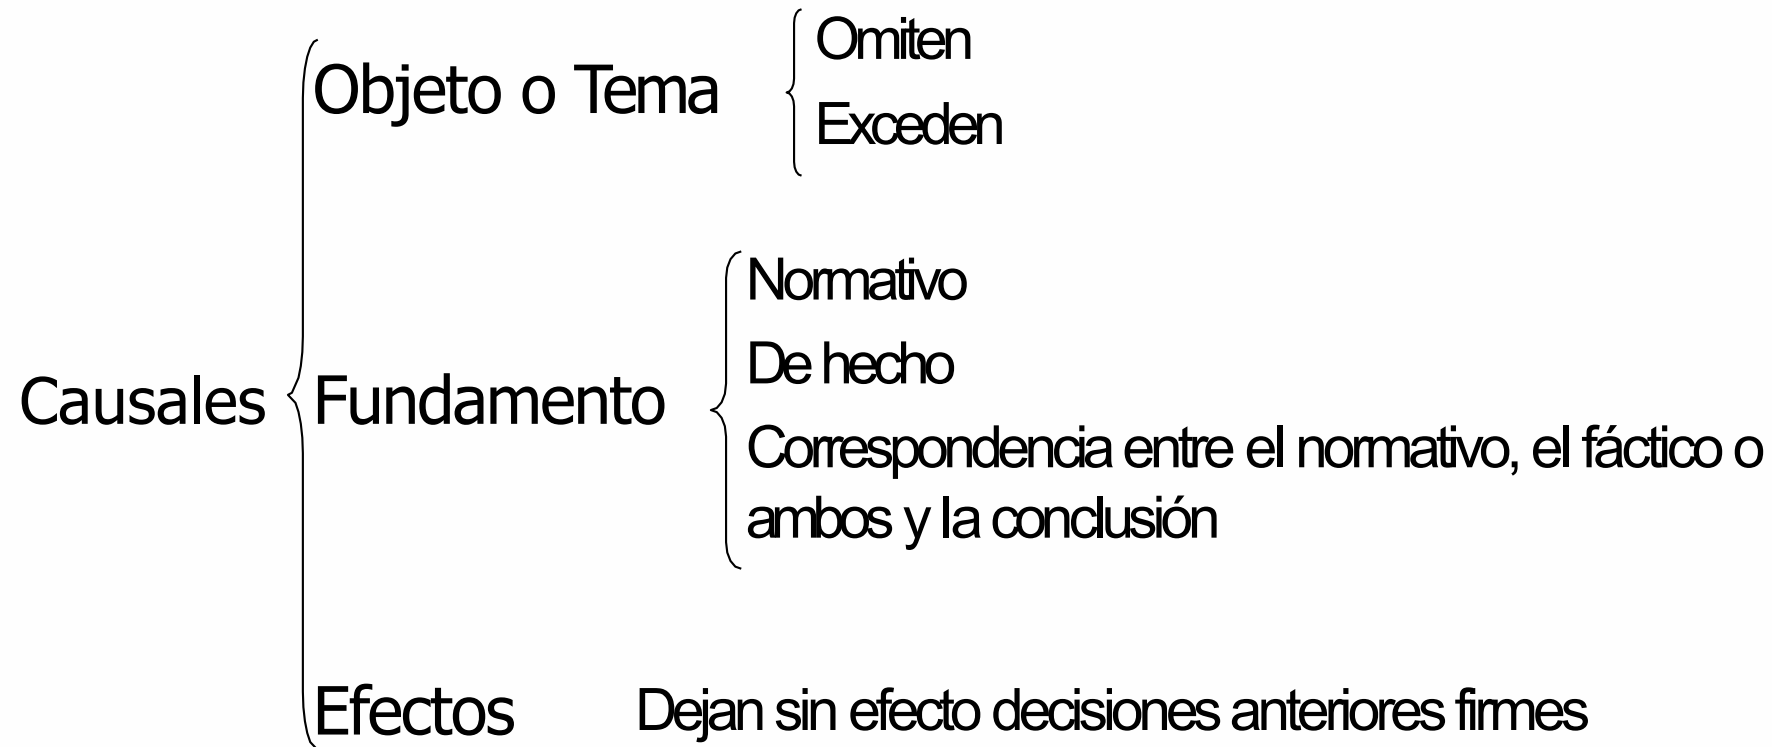 Causales
Objeto o Tema
Omiten
Exceden
Fundamento
Normativo
De hecho
Correspondencia entre el normativo, el fáctico o
ambos y la conclusión
Efectos
Dejan sin efecto decisiones anteriores firmes